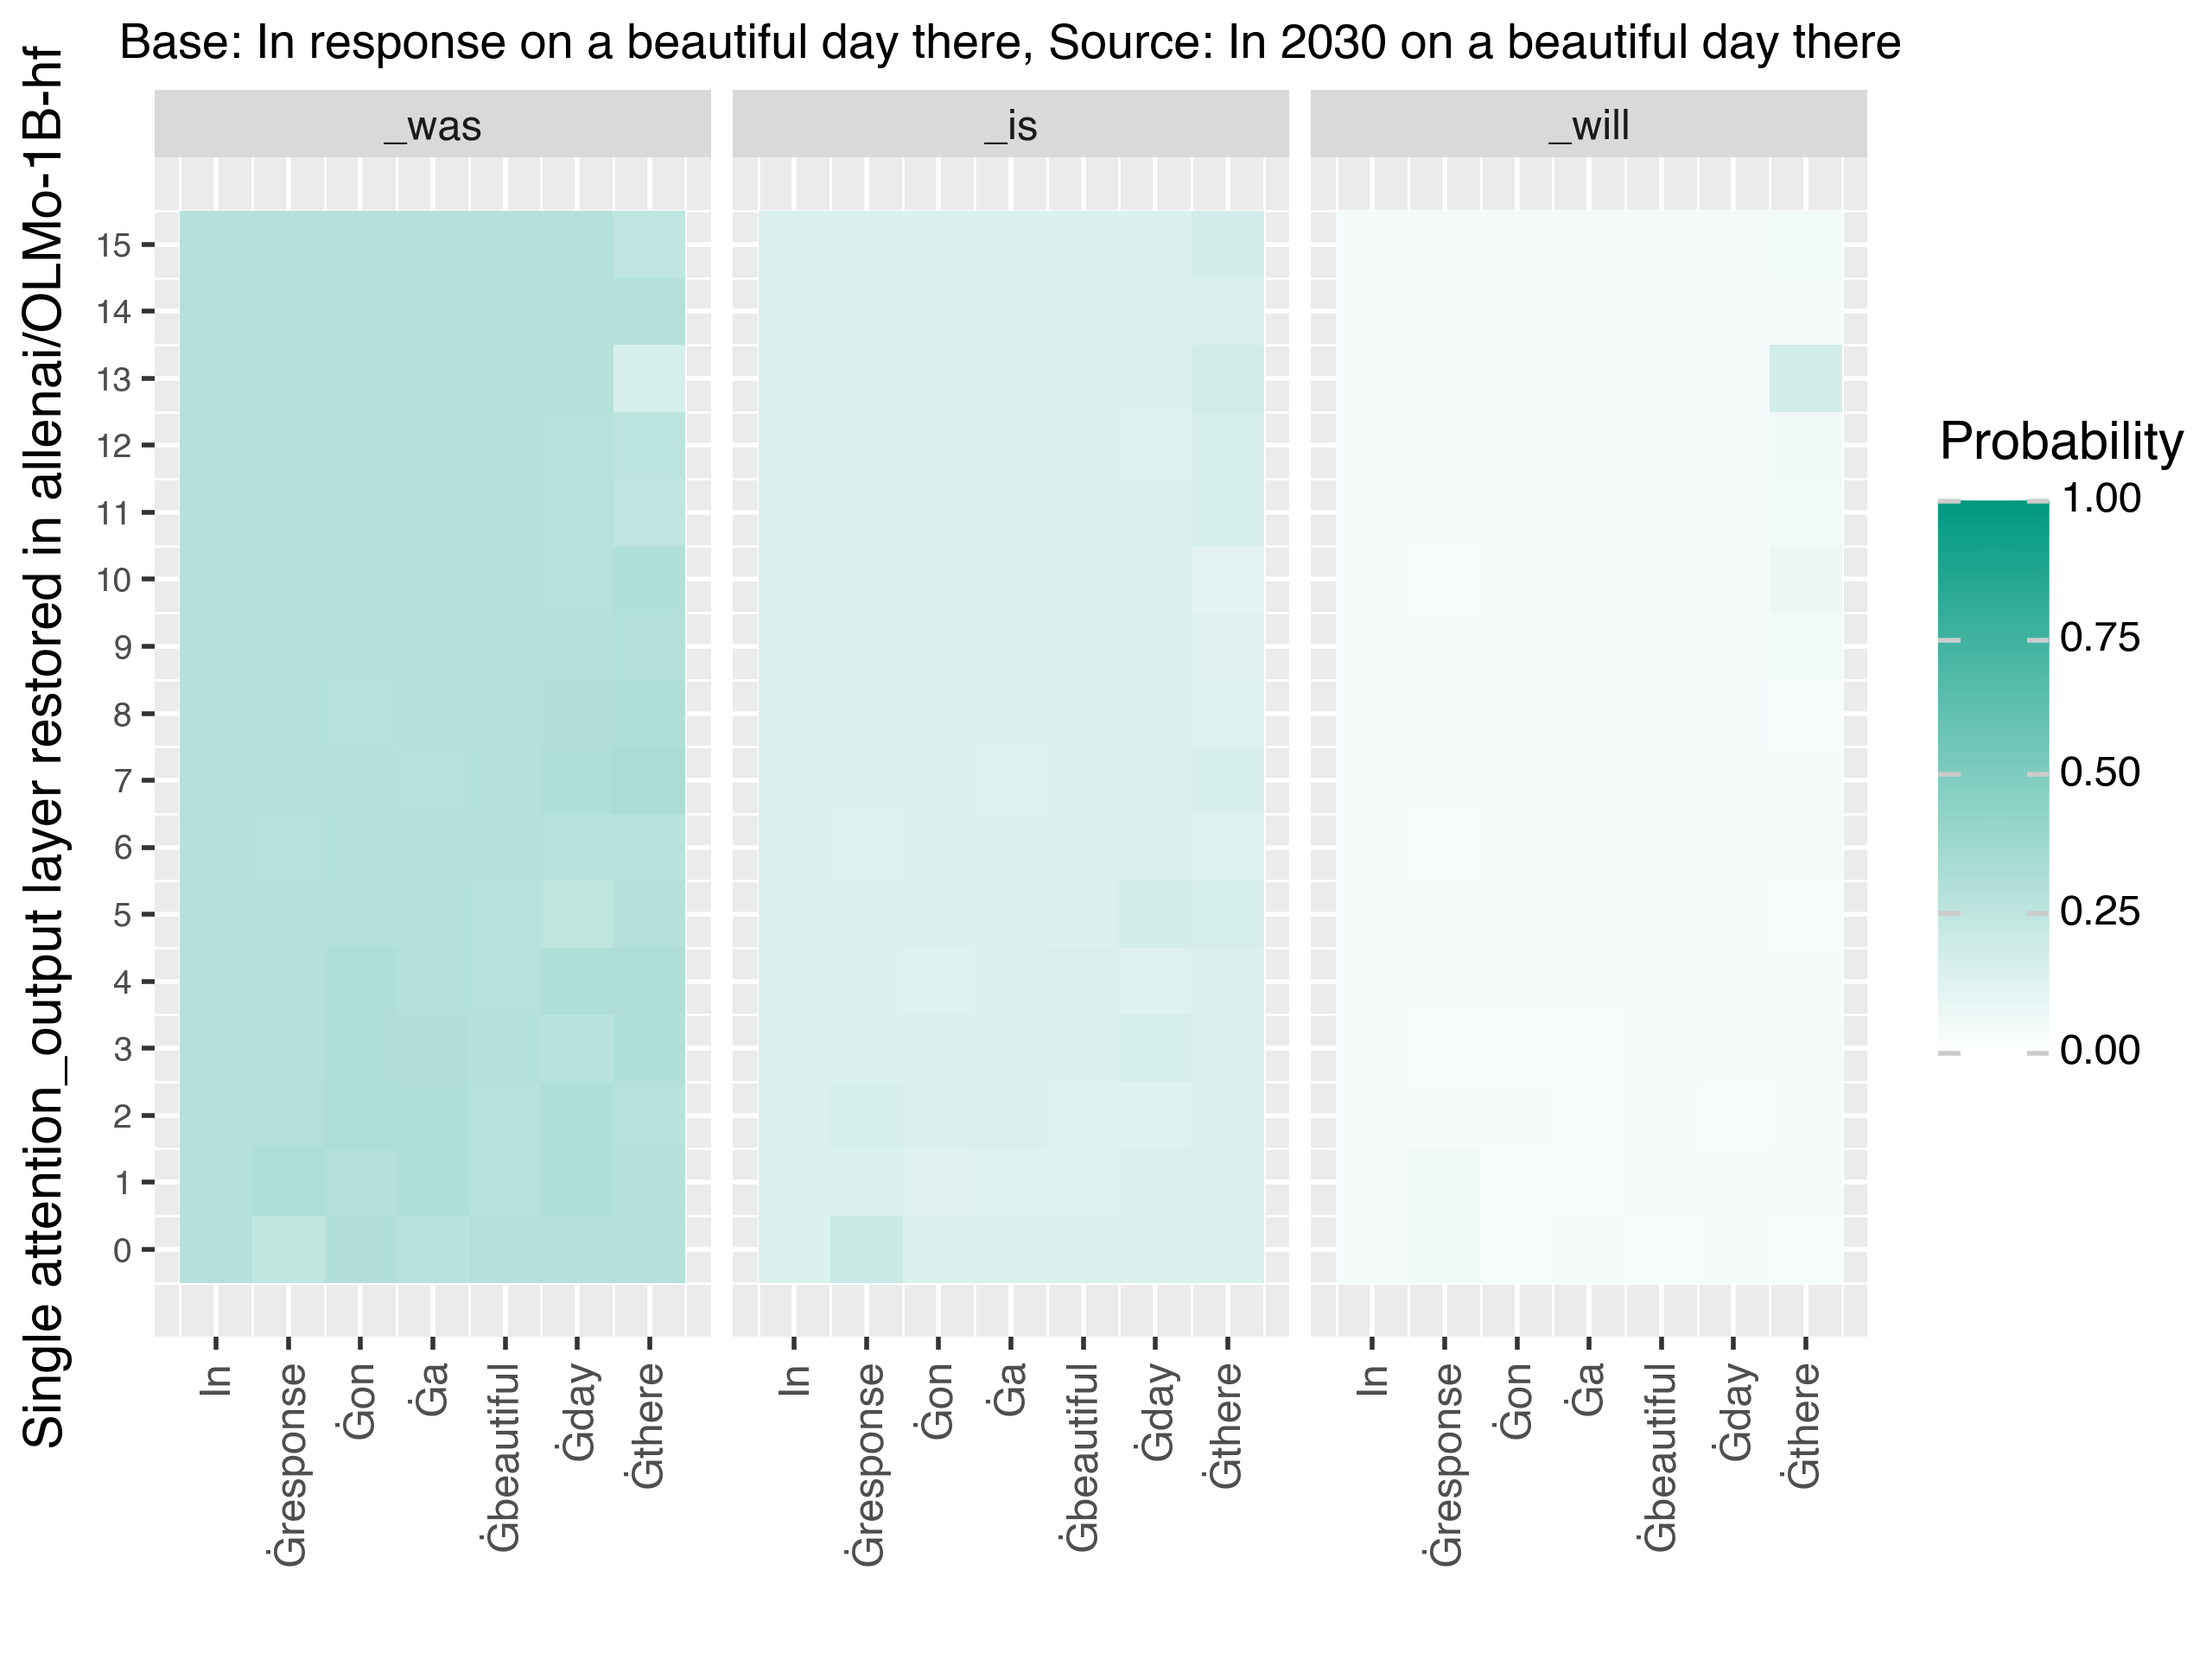 Base: In response on a beautiful day there, Source: In 2030 on a beautiful day there
Single attention_output layer restored in allenai/OLMo-1B-hf
_was
_is
_will
15
14
13
12
11
10
9
8
7
6
5
4
3
2
1
0
In
Ġresponse
Ġon
Ġa
Ġbeautiful
Ġday
Ġthere
In
Ġresponse
Ġon
Ġa
Ġbeautiful
Ġday
Ġthere
In
Ġresponse
Ġon
Ġa
Ġbeautiful
Ġday
Ġthere
Probability
1.00
0.75
0.50
0.25
0.00